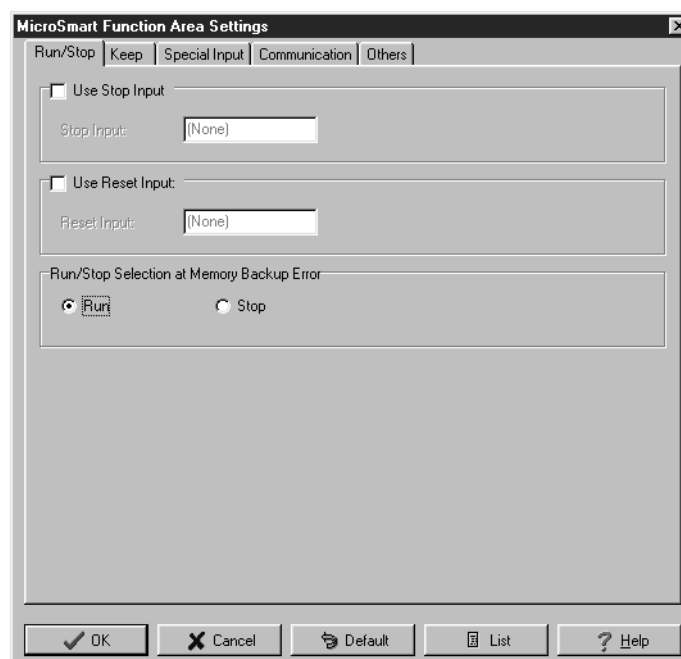 MicroSmart Function Area Settings
Run/Stop Keep Special Input Communication Others
Use Stop Input
Stop Input: (None)
Use Reset Input:
Reset Input: (None)
Run/Stop Selection at Memory Backup Error
Run Stop
OK Cancel Default List Help